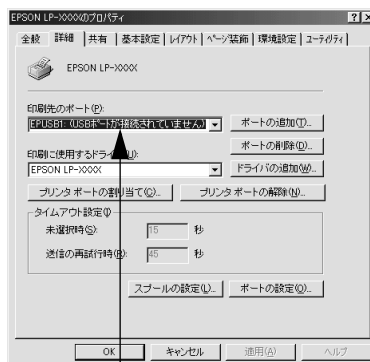 EPSON LP-XXXXのプロパティ
全般 詳細 共有 基本設定 レイアウト ページ装飾 環境設定 ユーティリティ
EPSON LP-XXXX
印刷先のポート(P):
EPUSB1: (USBポートが接続されていません) ポートの追加(T)...
ポートの削除(D)...
印刷に使用するドライバ(U):
EPSON LP-XXXX ドライバの追加(W)...
プリンタ ポートの割り当て(C)... プリンタ ポートの解除(N)...
タイムアウト設定
未選択時(S): 15 秒
送信の再試行時(R): 45 秒
スプールの設定(L)... ポートの設定(O)...
OK キャンセル 適用(A) ヘルプ